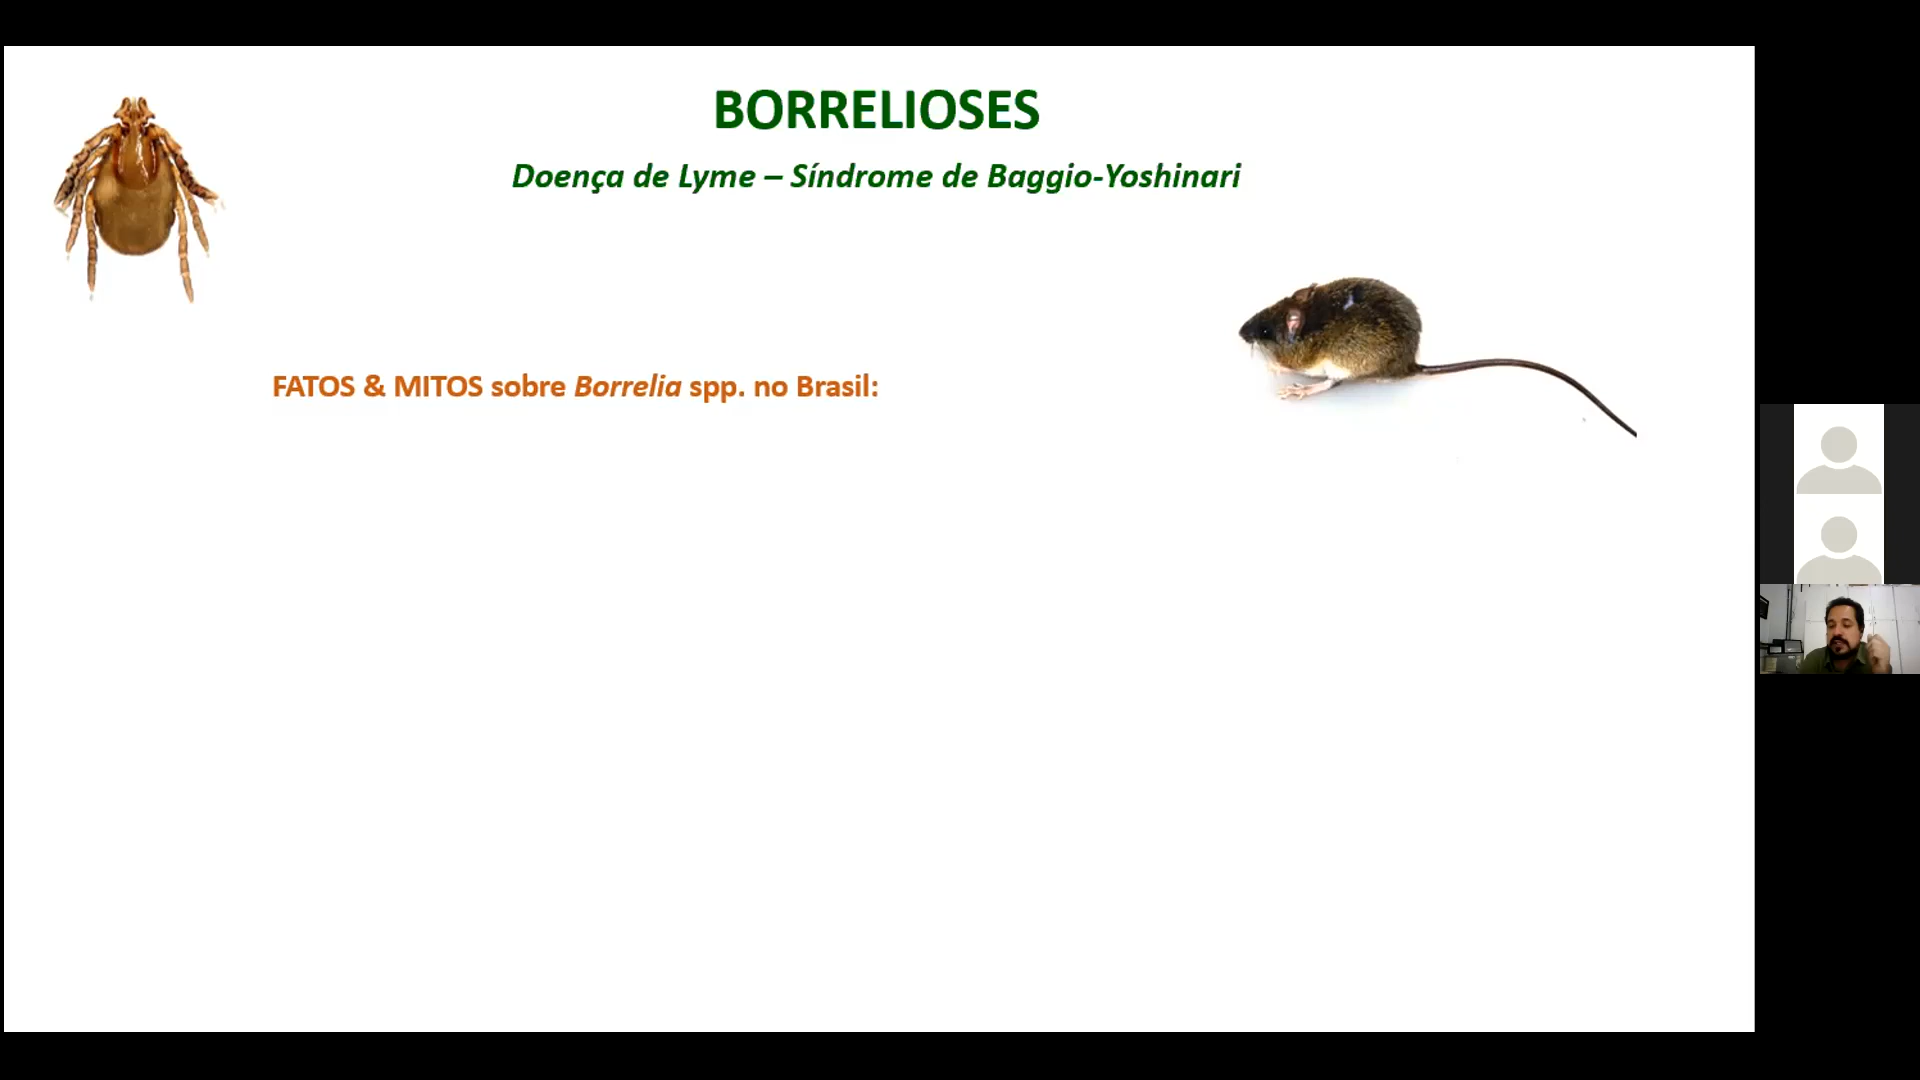 BORRELIOSES
Doença de Lyme – Síndrome de Baggio-Yoshinari
FATOS & MITOS sobre Borrelia spp. no Brasil: